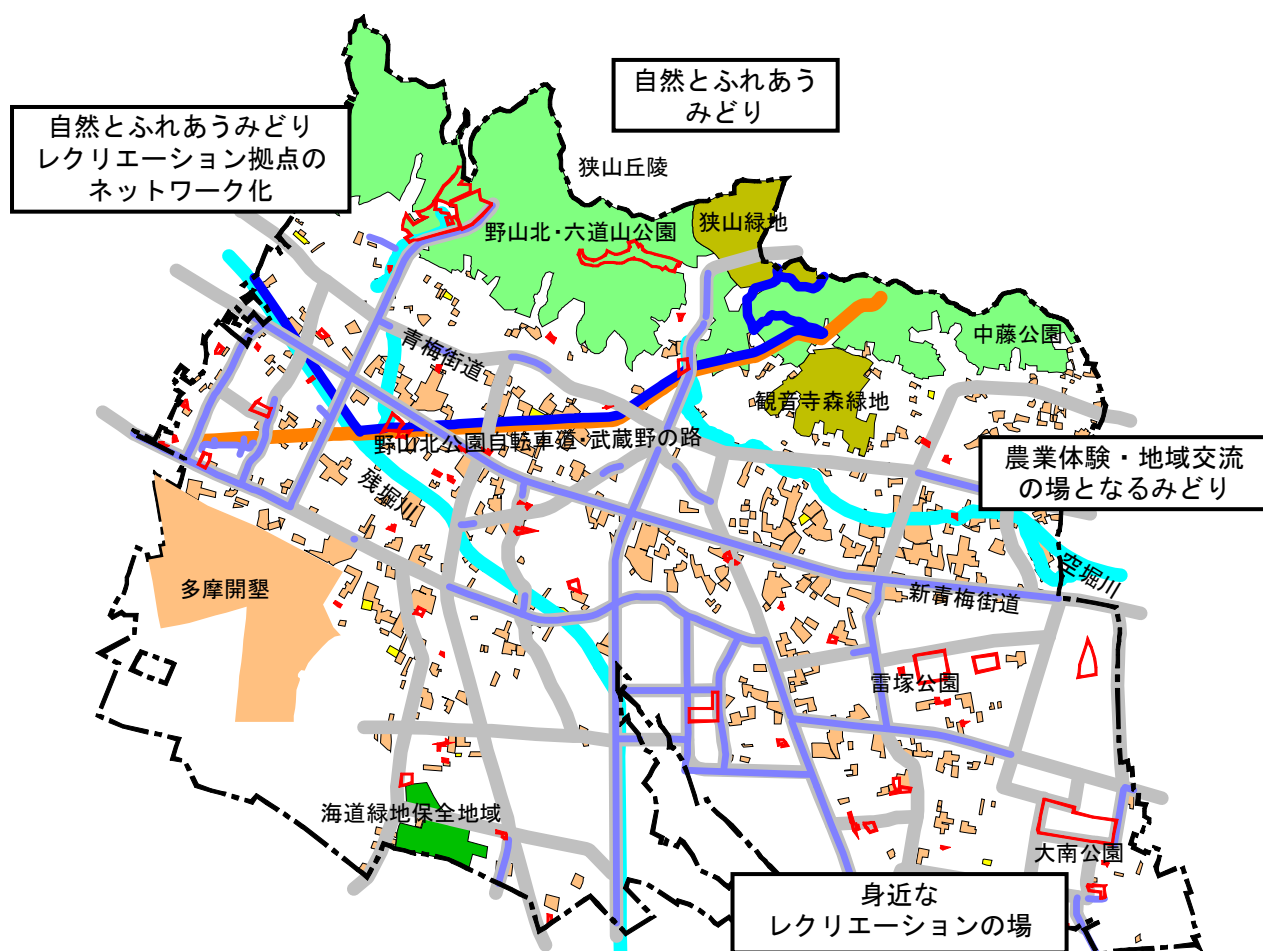 自然とふれあう
みどり
自然とふれあうみどり
レクリエーション拠点の
ネットワーク化
狭山丘陵
狭山緑地
野山北・六道山公園
中藤公園
青梅街道
観音寺森緑地
野山北公園自転車道・武蔵野の路
農業体験・地域交流
の場となるみどり
残堀川
空堀川
多摩開墾
新青梅街道
雷塚公園
海道緑地保全地域
大南公園
身近な
レクリエーションの場